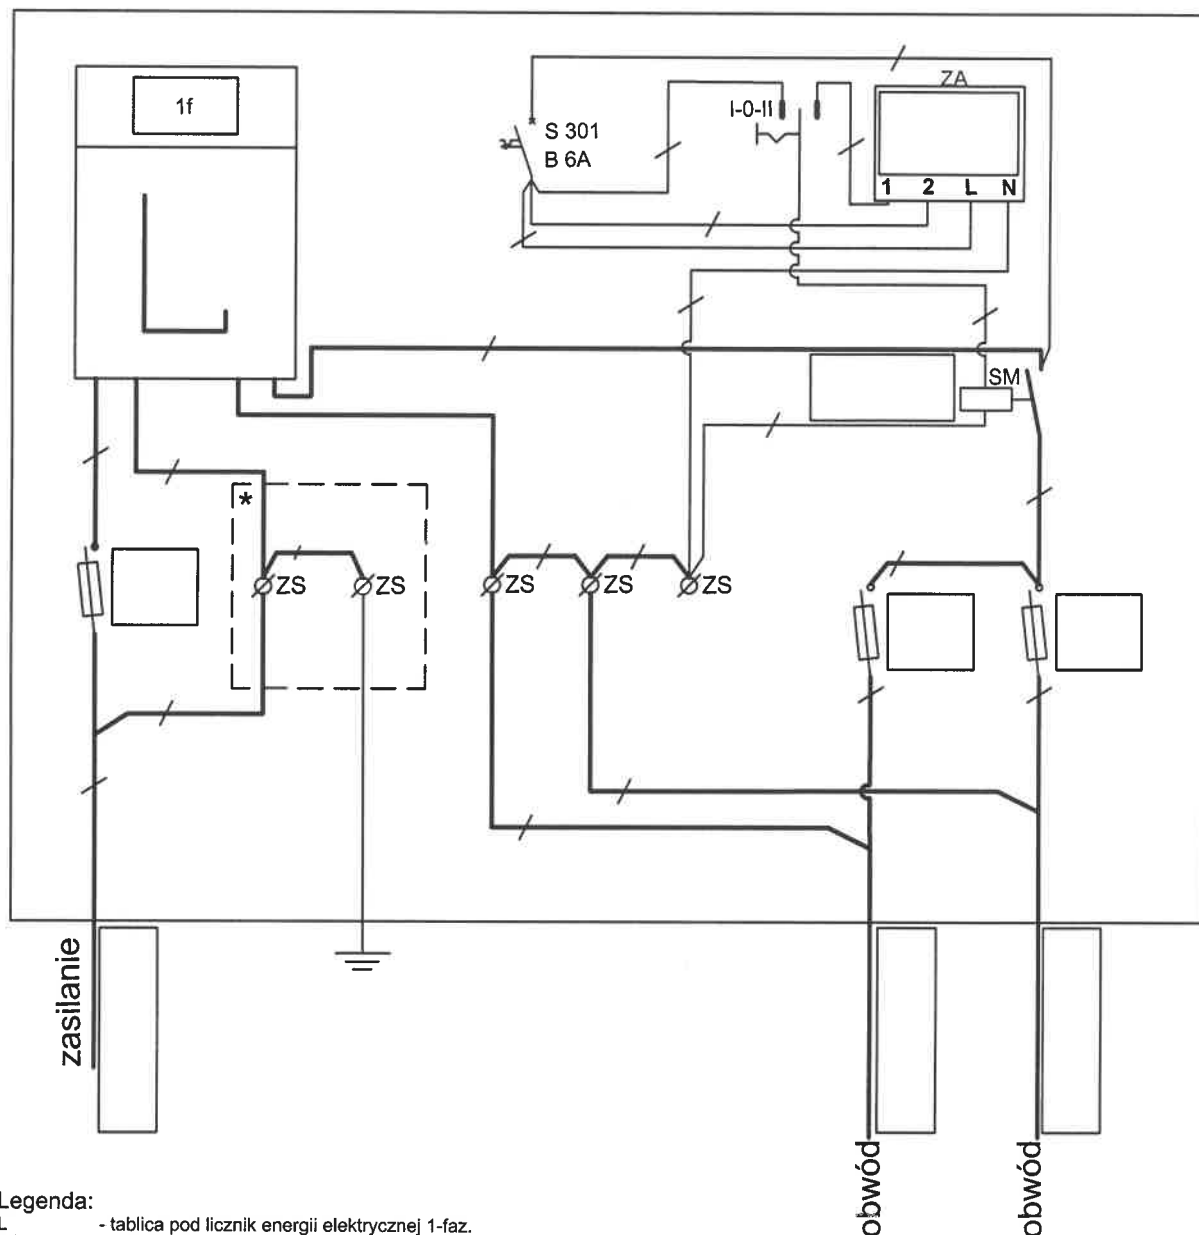 1f
ZA
S 301
B 6A
I-0-II
1 2 L N
SM
*
ZS ZS ZS ZS ZS
zasilanie
obwód
obwód
Legenda:
L - tablica pod licznik energii elektrycznej 1-faz.